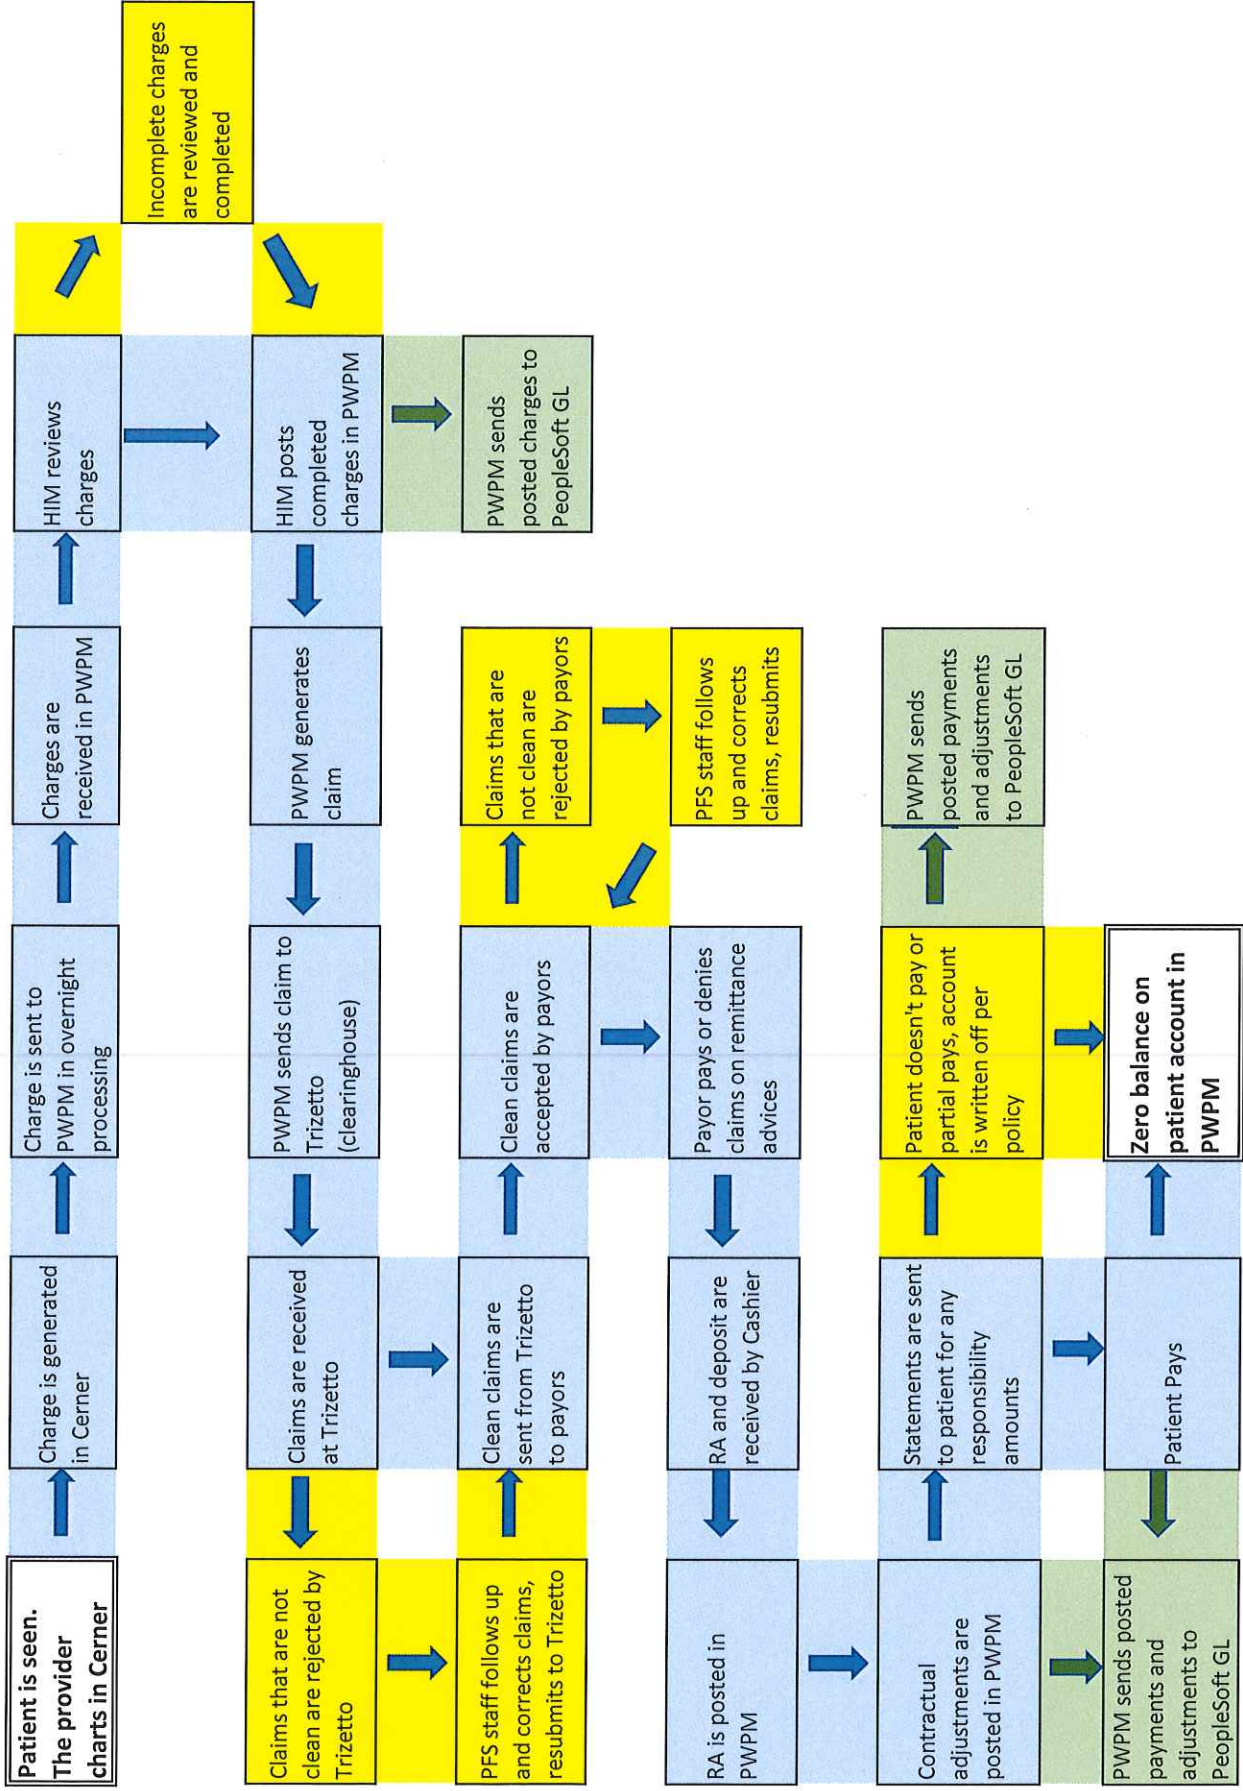 Patient is seen.
The provider
charts in Cerner
Charge is generated
in Cerner
Charge is sent to
PWPM in overnight
processing
Charges are
received in PWPM
HIM reviews
charges
Incomplete charges
are reviewed and
completed
HIM posts
completed
charges in PWPM
PWPM sends
posted charges to
PeopleSoft GL
PWPM generates
claim
PWPM sends claim to
Trizetto
(clearinghouse)
Claims are received
at Trizetto
Claims that are not
clean are rejected by
Trizetto
PFS staff follows up
and corrects claims,
resubmits to Trizetto
Clean claims are
sent from Trizetto
to payors
Clean claims are
accepted by payors
Claims that are
not clean are
rejected by payors
PFS staff follows
up and corrects
claims, resubmits
Payor pays or denies
claims on remittance
advices
RA and deposit are
received by Cashier
RA is posted in
PWPM
Contractual
adjustments are
posted in PWPM
Statements are sent
to patient for any
responsibility
amounts
Patient doesn't pay or
partial pays, account
is written off per
policy
PWPM sends
posted payments
and adjustments
to PeopleSoft GL
PWPM sends posted
payments and
adjustments to
PeopleSoft GL
Patient Pays
Zero balance on
patient account in
PWPM